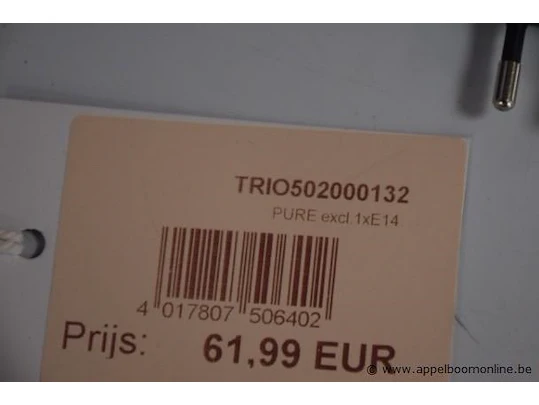 TRIO502000132
PURE excl.1xE14
4 017807 506402
Prijs: 61,99 EUR
© www.appelboomonline.be